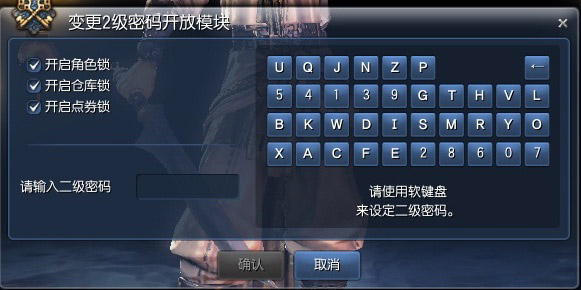 变更2级密码开放模块
开启角色锁
开启仓库锁
开启点券锁
U Q J N Z P ←
5 4 1 3 9 G T H V L
B K W D I S M R Y O
X A C F E 2 8 6 0 7
请输入二级密码
请使用软键盘
来设定二级密码。
确认
取消